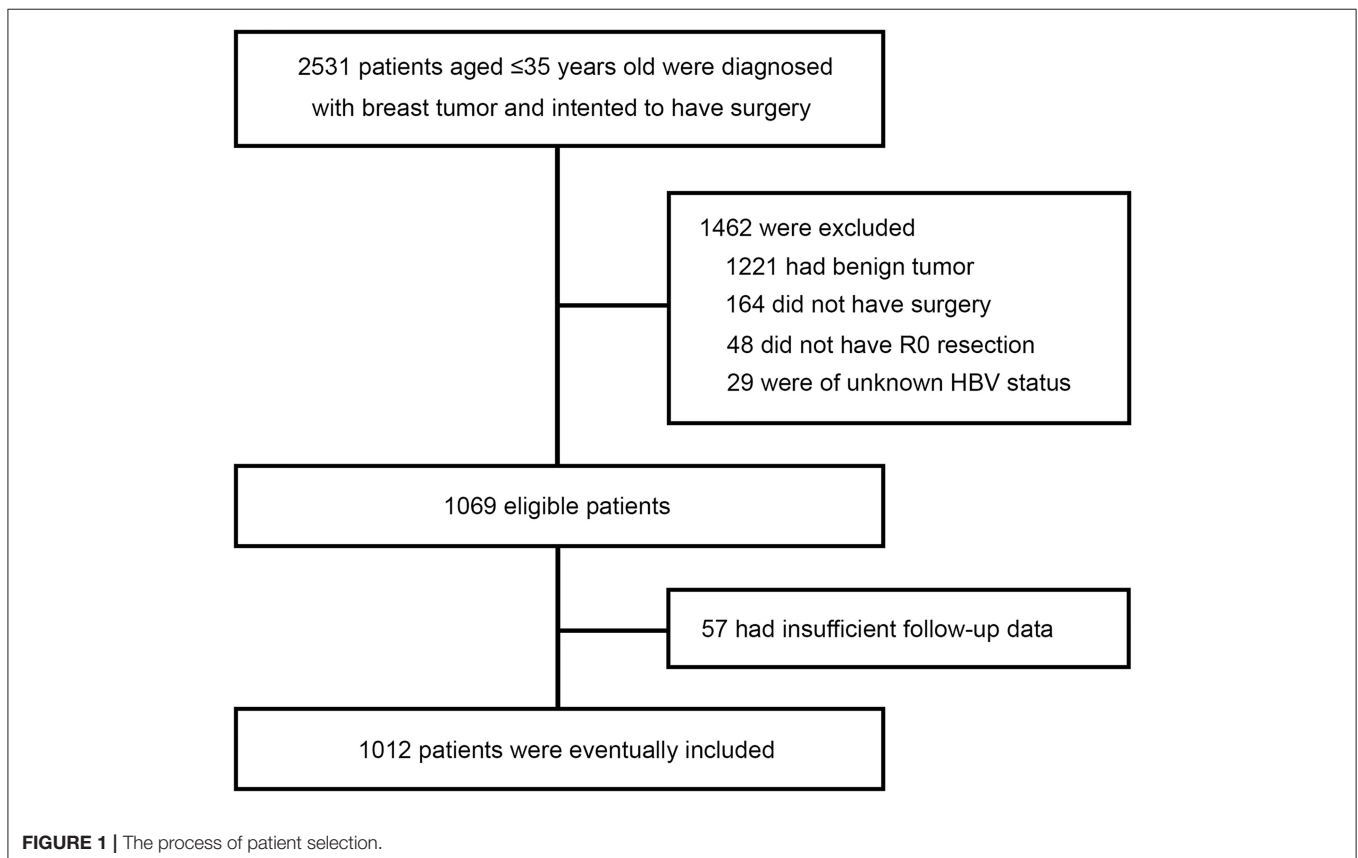 2531 patients aged ≤35 years old were diagnosed
with breast tumor and intented to have surgery
1462 were excluded
1221 had benign tumor
164 did not have surgery
48 did not have R0 resection
29 were of unknown HBV status
1069 eligible patients
57 had insufficient follow-up data
1012 patients were eventually included
FIGURE 1 | The process of patient selection.